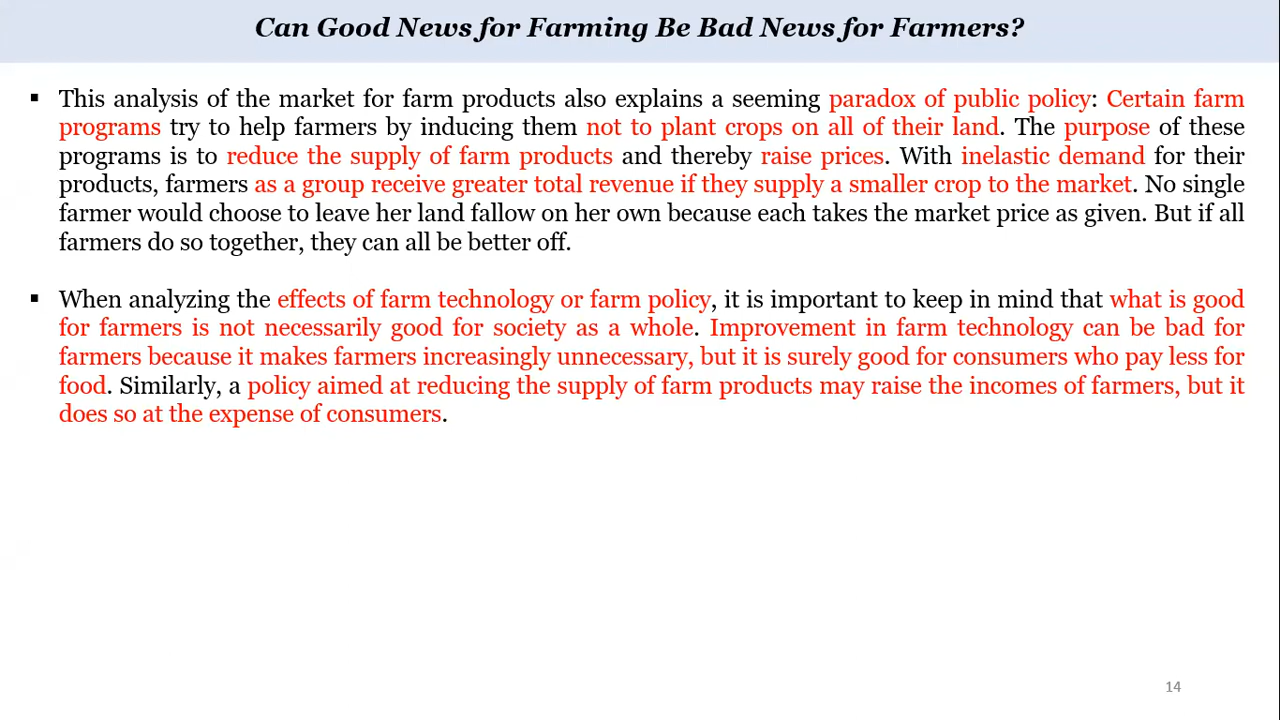 Can Good News for Farming Be Bad News for Farmers?
▪ This analysis of the market for farm products also explains a seeming paradox of public policy: Certain farm
programs try to help farmers by inducing them not to plant crops on all of their land. The purpose of these
programs is to reduce the supply of farm products and thereby raise prices. With inelastic demand for their
products, farmers as a group receive greater total revenue if they supply a smaller crop to the market. No single
farmer would choose to leave her land fallow on her own because each takes the market price as given. But if all
farmers do so together, they can all be better off.
▪ When analyzing the effects of farm technology or farm policy, it is important to keep in mind that what is good
for farmers is not necessarily good for society as a whole. Improvement in farm technology can be bad for
farmers because it makes farmers increasingly unnecessary, but it is surely good for consumers who pay less for
food. Similarly, a policy aimed at reducing the supply of farm products may raise the incomes of farmers, but it
does so at the expense of consumers.
14